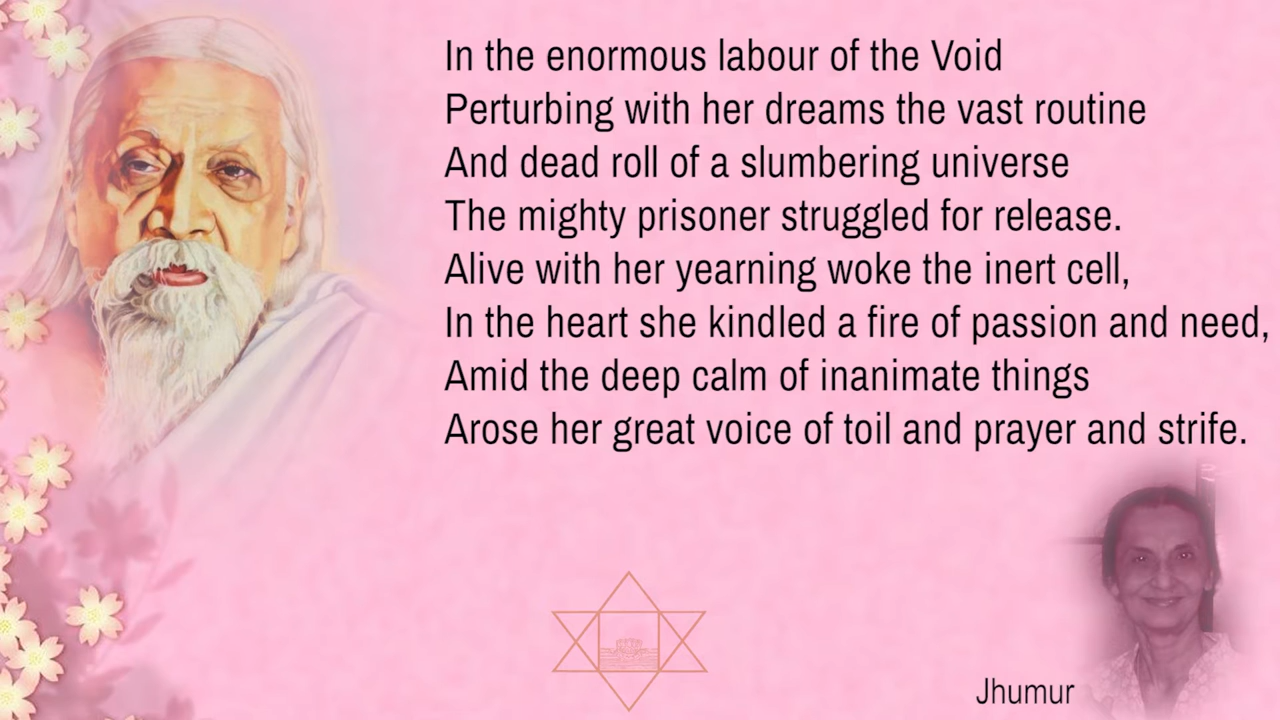 In the enormous labour of the Void
Perturbing with her dreams the vast routine
And dead roll of a slumbering universe
The mighty prisoner struggled for release.
Alive with her yearning woke the inert cell,
In the heart she kindled a fire of passion and need,
Amid the deep calm of inanimate things
Arose her great voice of toil and prayer and strife.
Jhumur